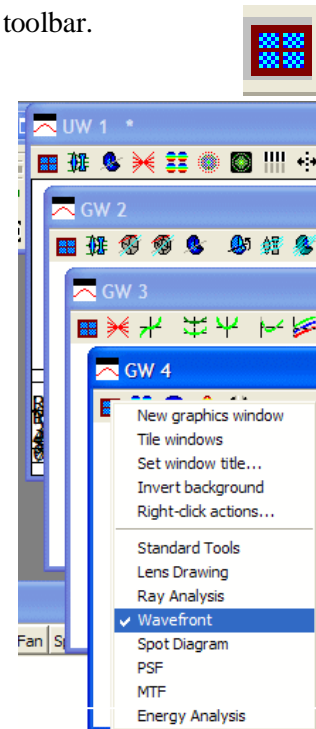 toolbar.
UW 1 *
GW 2
GW 3
GW 4
New graphics window
Tile windows
Set window title...
Invert background
Right-click actions...
Standard Tools
Lens Drawing
Ray Analysis
Wavefront
Fan
Spot Diagram
PSF
MTF
Energy Analysis